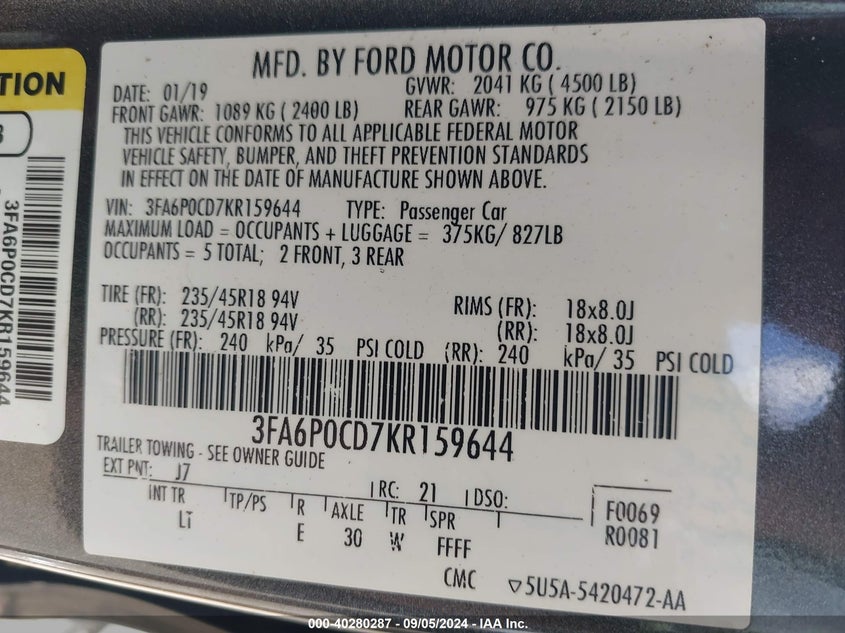 TION
3
3FA6P0CD7KR159644
MFD. BY FORD MOTOR CO.
DATE: 01/19
GVWR: 2041 KG ( 4500 LB)
FRONT GAWR: 1089 KG ( 2400 LB)
REAR GAWR: 975 KG ( 2150 LB)
THIS VEHICLE CONFORMS TO ALL APPLICABLE FEDERAL MOTOR
VEHICLE SAFETY, BUMPER, AND THEFT PREVENTION STANDARDS
IN EFFECT ON THE DATE OF MANUFACTURE SHOWN ABOVE.
VIN: 3FA6P0CD7KR159644 TYPE: Passenger Car
MAXIMUM LOAD = OCCUPANTS + LUGGAGE = 375KG/ 827LB
OCCUPANTS = 5 TOTAL; 2 FRONT, 3 REAR
TIRE (FR): 235/45R18 94V RIMS (FR): 18x8.0J
(RR): 235/45R18 94V (RR): 18x8.0J
PRESSURE (FR): 240 kPa/ 35 PSI COLD (RR): 240 kPa/ 35 PSI COLD
3FA6P0CD7KR159644
TRAILER TOWING - SEE OWNER GUIDE
EXT PNT: J7 RC: 21 DSO:
INT TR TP/PS R AXLE TR SPR
LT E 30 W FFFF
F0069
R0081
CMC ▽5U5A-5420472-AA
000-40280287 - 09/05/2024 - IAA Inc.